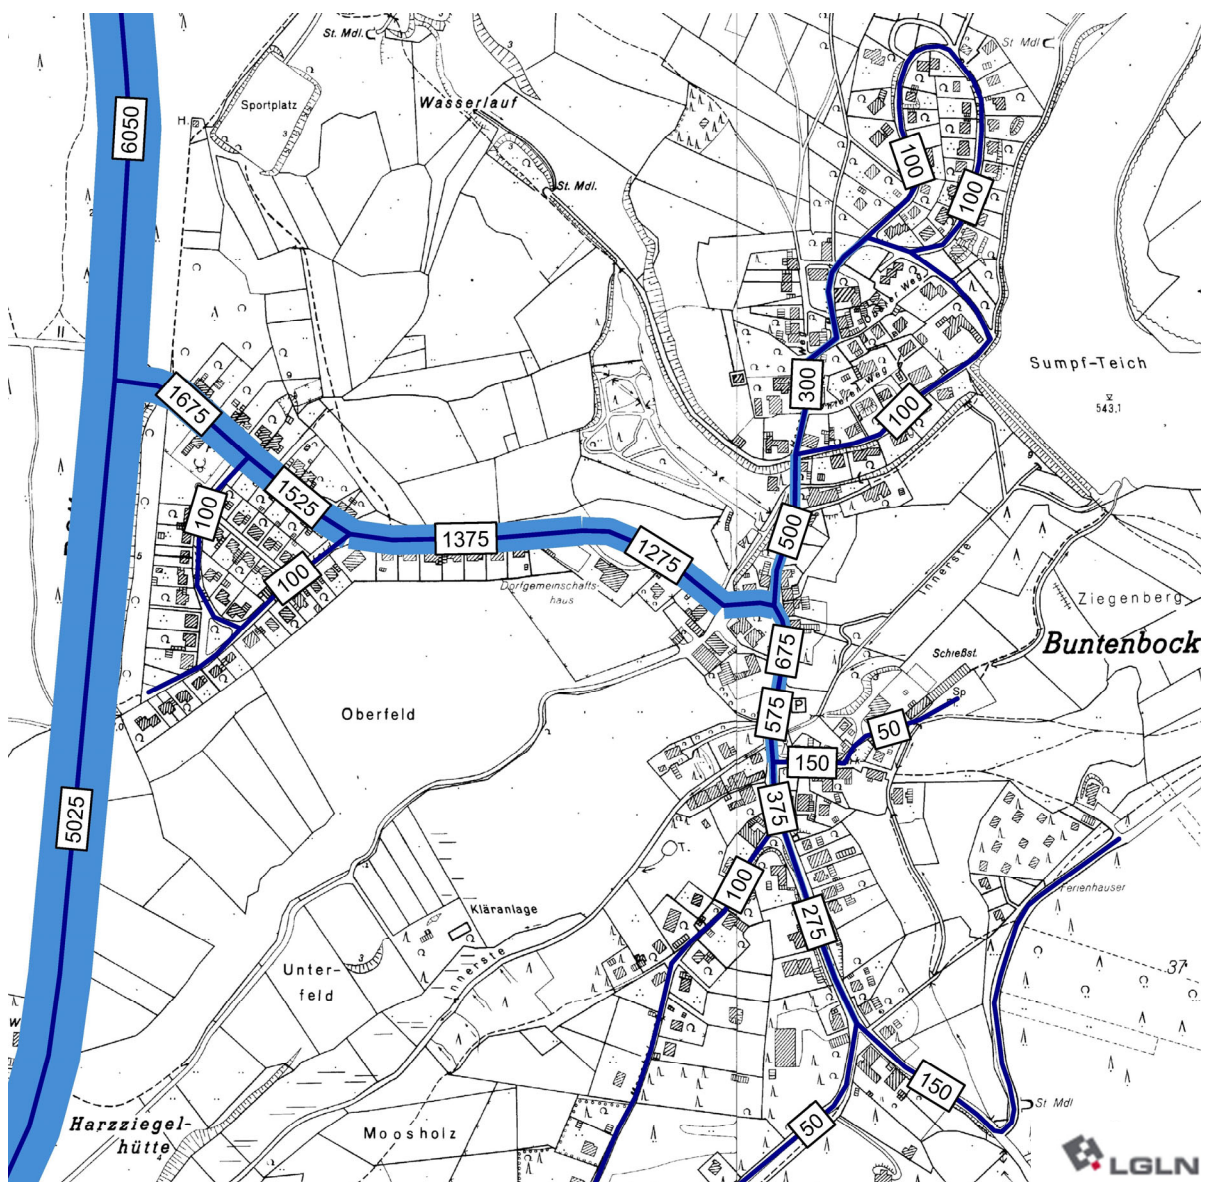 St. Mdl.
St. Mdl
Sportplatz
Wasserlauf
6050
H.
100
St. Mdl.
100
Sumpf-Teich
543,1
300
1675
100
1525
100
1375
1275
500
100
Dorfgemeinschafts-
haus
Innerste
Ziegenberg
Buntenbock
675
Schießst.
Sp
P
575
Oberfeld
50
150
5025
375
T.
100
Ferienhäuser
Kläranlage
275
37
Unter-
feld
Innerste
W
150
St. Mdl
Harzziegel-
hütte
Moosholz
50
LGLN